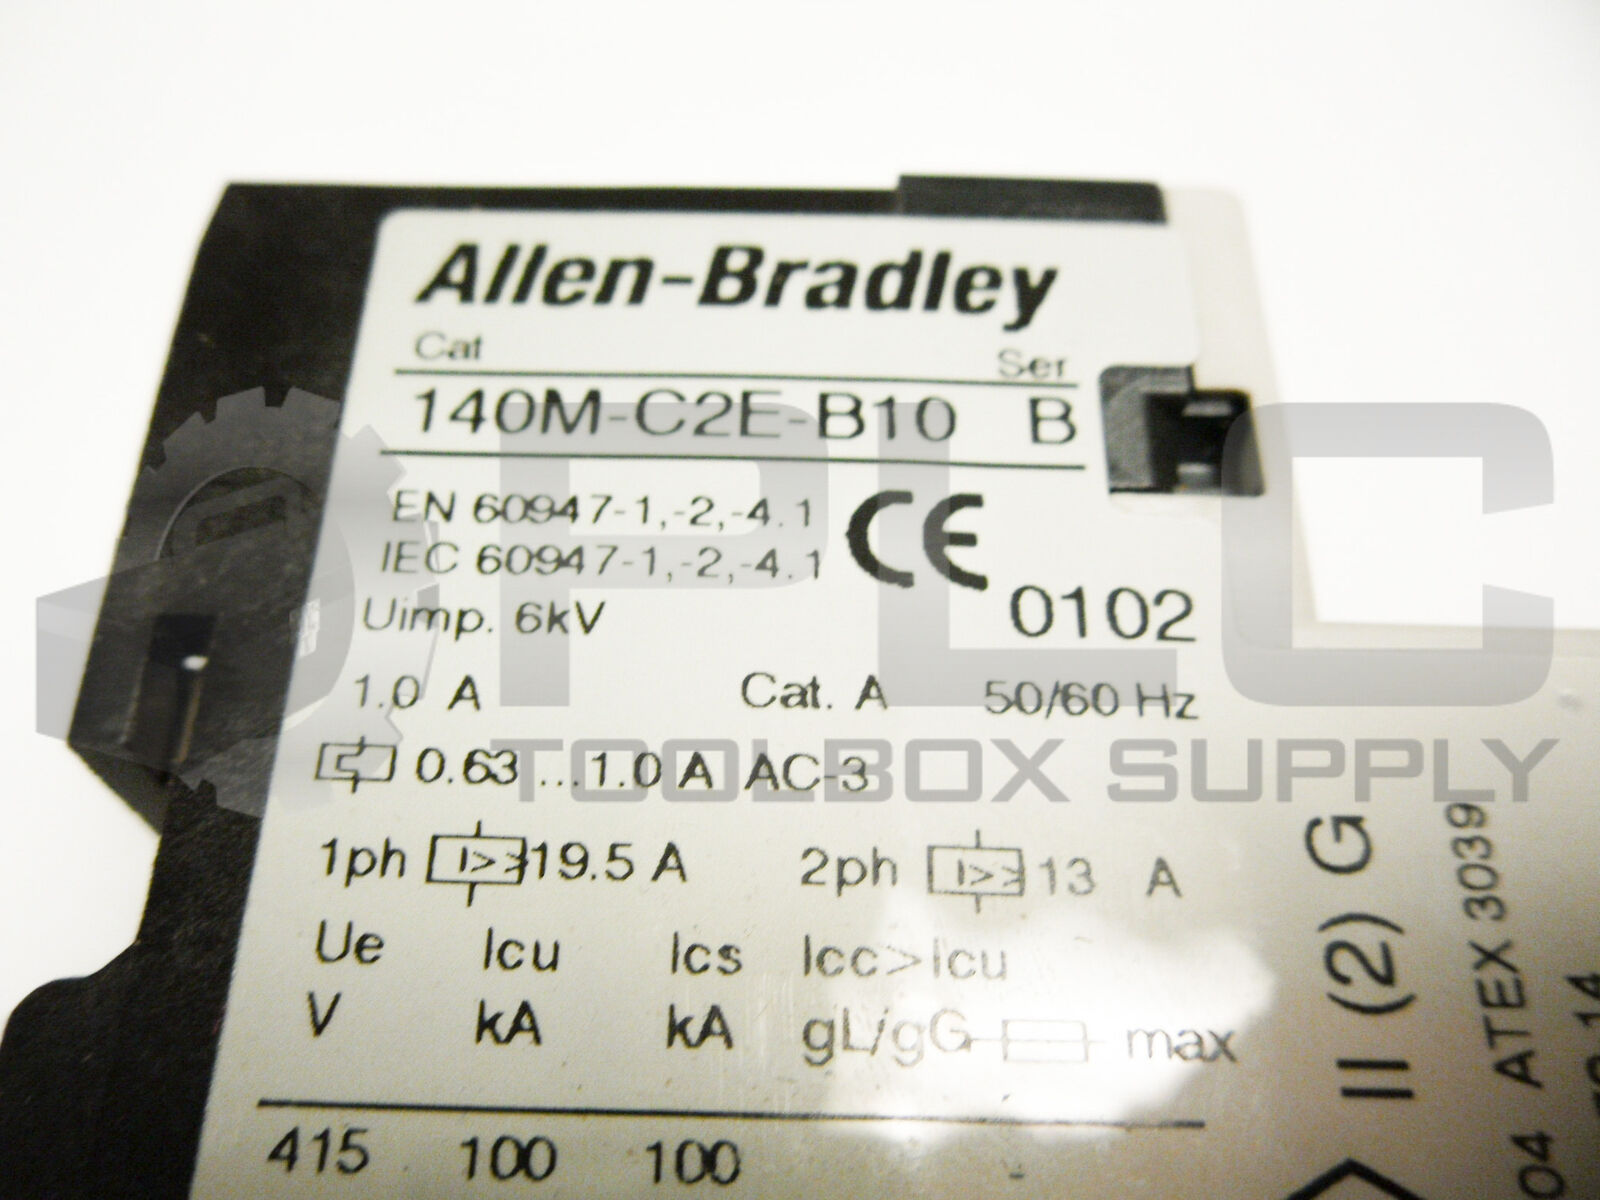 Allen-Bradley
Cat Ser
140M-C2E-B10 B
EN 60947-1,-2,-4.1
IEC 60947-1,-2,-4.1
CE
Uimp. 6kV 0102
1.0 A Cat. A 50/60 Hz
0.63 ...1.0 A AC-3
1ph I>> 19.5 A 2ph I>> 13 A
Ue Icu Ics Icc>Icu
V kA kA gL/gG max
415 100 100 -
II (2) G
04 ATEX 3039
14
PLC
TOOLBOX SUPPLY